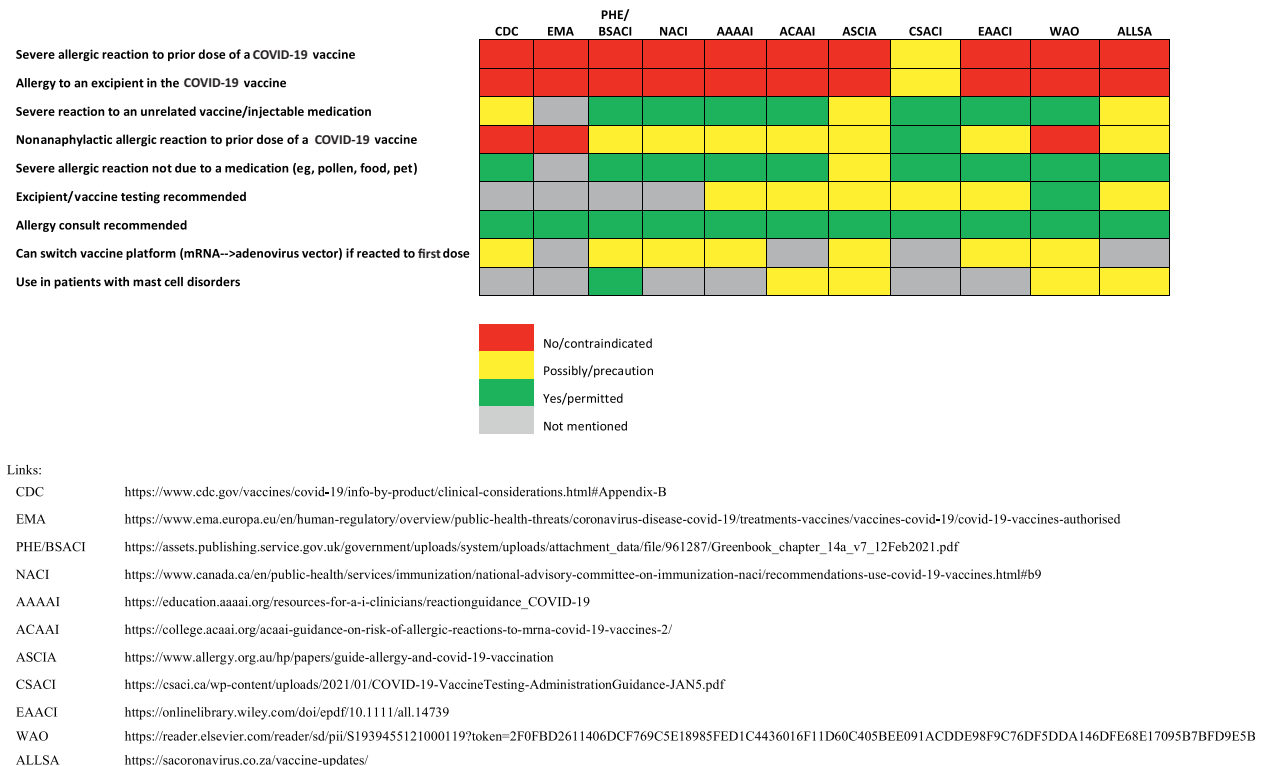 PHE/
CDC EMA BSACI NACI AAAAI ACAAI ASCIA CSACI EAACI WAO ALLSA
Severe allergic reaction to prior dose of a COVID-19 vaccine
Allergy to an excipient in the COVID-19 vaccine
Severe reaction to an unrelated vaccine/injectable medication
Nonanaphylactic allergic reaction to prior dose of a COVID-19 vaccine
Severe allergic reaction not due to a medication (eg, pollen, food, pet)
Excipient/vaccine testing recommended
Allergy consult recommended
Can switch vaccine platform (mRNA-->adenovirus vector) if reacted to first dose
Use in patients with mast cell disorders
No/contraindicated
Possibly/precaution
Yes/permitted
Not mentioned
Links:
CDC https://www.cdc.gov/vaccines/covid-19/info-by-product/clinical-considerations.html#Appendix-B
EMA https://www.ema.europa.eu/en/human-regulatory/overview/public-health-threats/coronavirus-disease-covid-19/treatments-vaccines/vaccines-covid-19/covid-19-vaccines-authorised
PHE/BSACI https://assets.publishing.service.gov.uk/government/uploads/system/uploads/attachment_data/file/961287/Greenbook_chapter_14a_v7_12Feb2021.pdf
NACI https://www.canada.ca/en/public-health/services/immunization/national-advisory-committee-on-immunization-naci/recommendations-use-covid-19-vaccines.html#b9
AAAAI https://education.aaaai.org/resources-for-a-i-clinicians/reactionguidance_COVID-19
ACAAI https://college.acaai.org/acaai-guidance-on-risk-of-allergic-reactions-to-mrna-covid-19-vaccines-2/
ASCIA https://www.allergy.org.au/hp/papers/guide-allergy-and-covid-19-vaccination
CSACI https://csaci.ca/wp-content/uploads/2021/01/COVID-19-VaccineTesting-AdministrationGuidance-JAN5.pdf
EAACI https://onlinelibrary.wiley.com/doi/epdf/10.1111/all.14739
WAO https://reader.elsevier.com/reader/sd/pii/S1939455121000119?token=2F0FBD2611406DCF769C5E18985FED1C4436016F11D60C405BEE091ACDDE98F9C76DF5DDA146DFE68E17095B7BFD9E5B
ALLSA https://sacoronavirus.co.za/vaccine-updates/